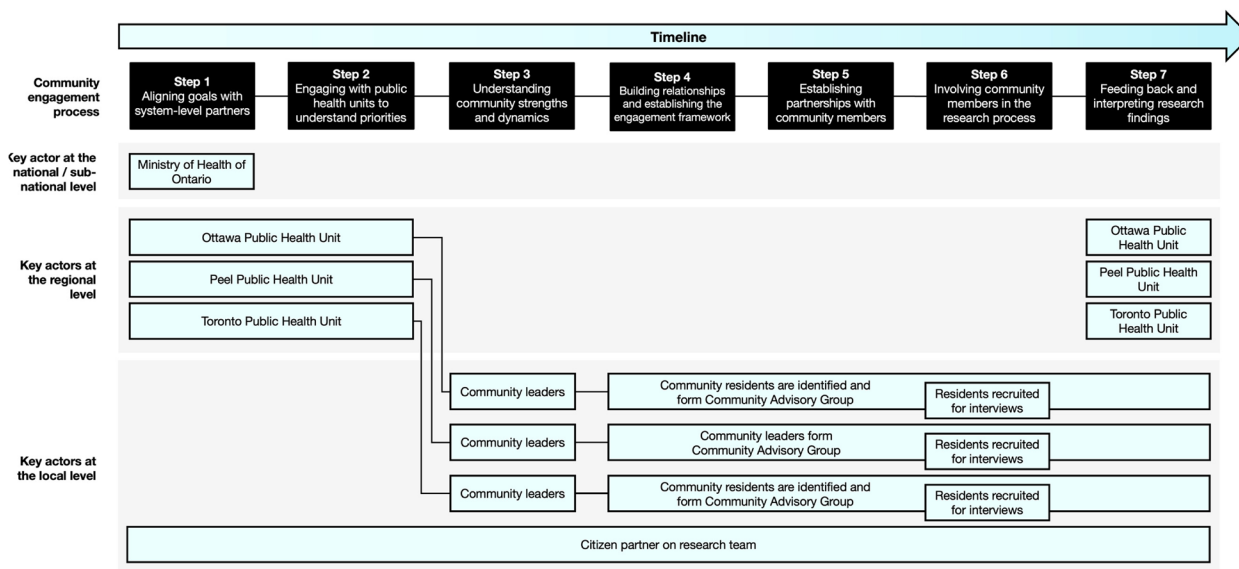 Timeline
Community
engagement
process
Step 1
Aligning goals with
system-level partners
Step 2
Engaging with public
health units to
understand priorities
Step 3
Understanding
community strengths
and dynamics
Step 4
Building relationships
and establishing the
engagement framework
Step 5
Establishing
partnerships with
community members
Step 6
Involving community
members in the
research process
Step 7
Feeding back and
interpreting research
findings
Key actor at the
national / sub-
national level
Ministry of Health of
Ontario
Key actors at
the regional
level
Ottawa Public Health Unit
Peel Public Health Unit
Toronto Public Health Unit
Ottawa Public
Health Unit
Peel Public Health
Unit
Toronto Public
Health Unit
Key actors at
the local level
Community leaders
Community residents are identified and
form Community Advisory Group
Residents recruited
for interviews
Community leaders
Community leaders form
Community Advisory Group
Residents recruited
for interviews
Community leaders
Community residents are identified and
form Community Advisory Group
Residents recruited
for interviews
Citizen partner on research team